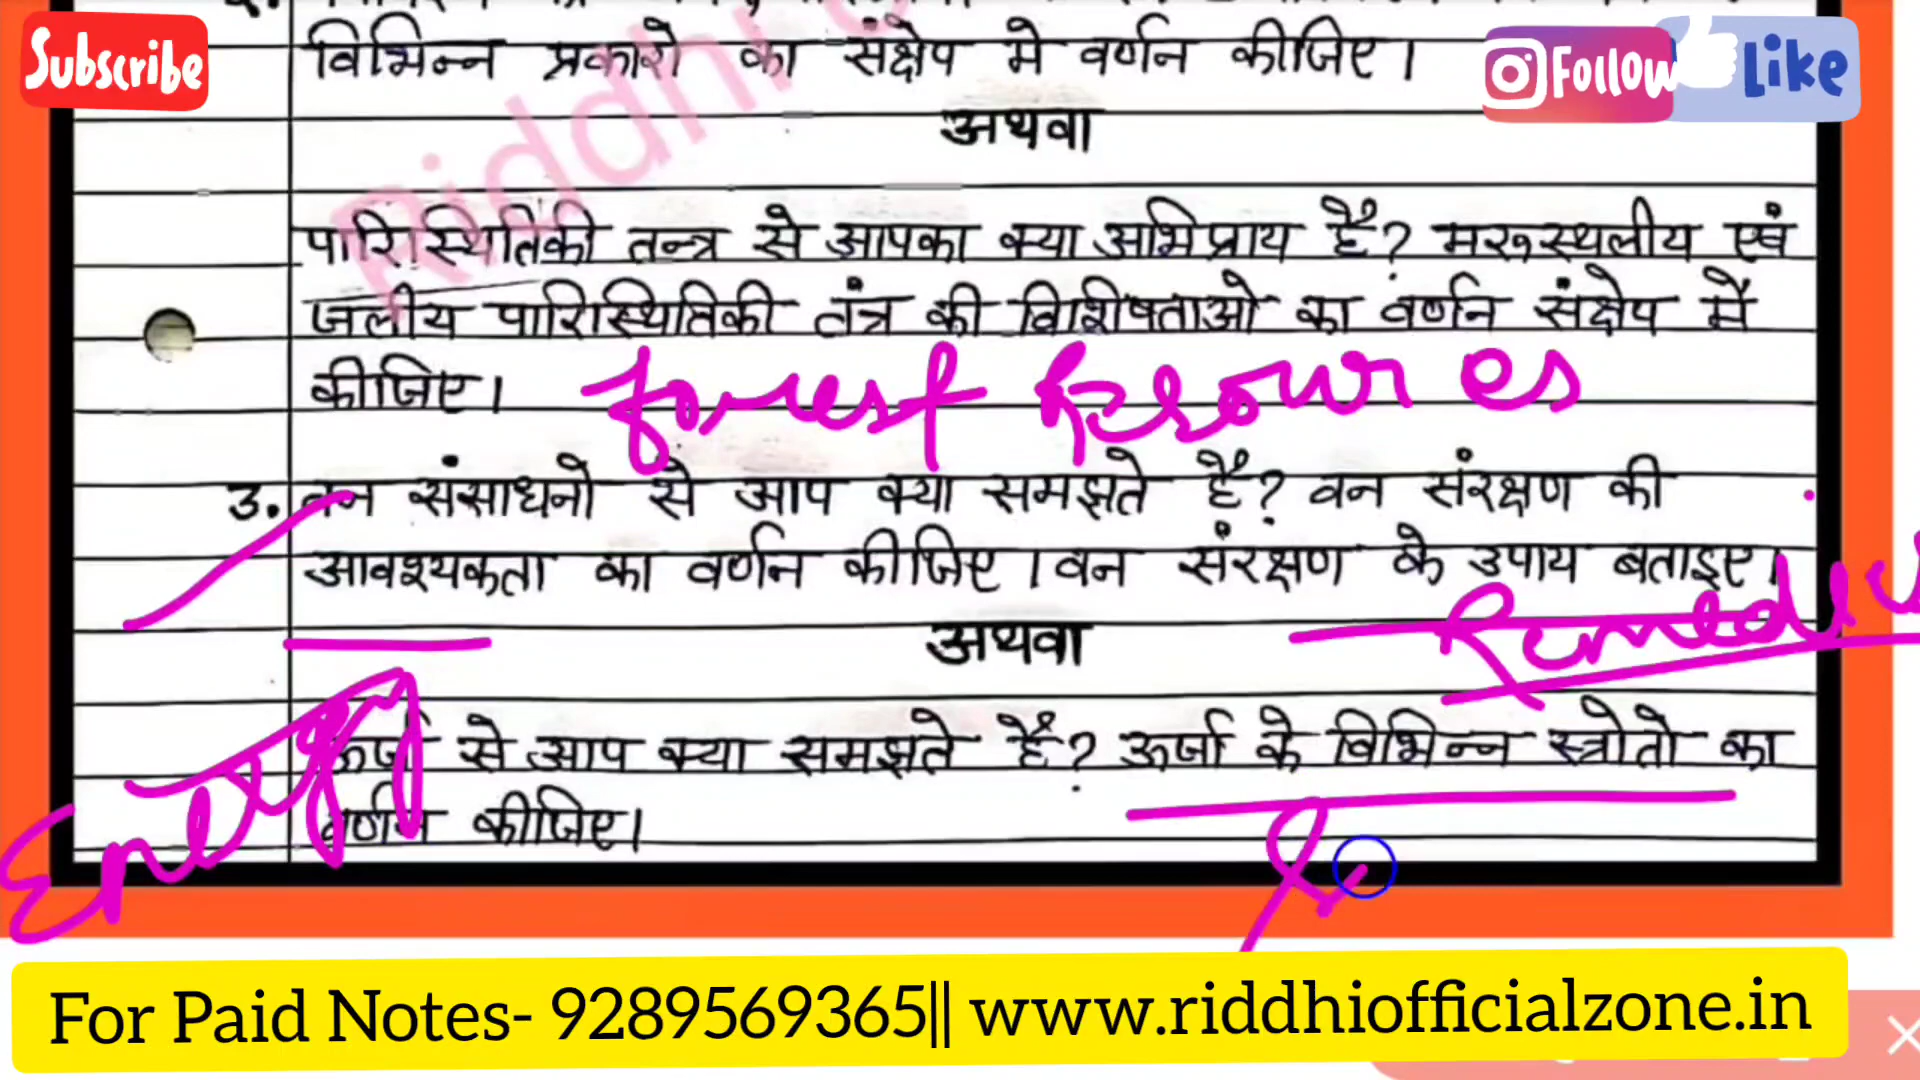 Subscribe
Follow
Like
विभिन्न प्रकारो का संक्षेप मे वर्णन कीजिए।
अथवा
Riddhi
पारिस्थितिकी तन्त्र से आपका क्या अभिप्राय है? मरुस्थलीय एवं
जलीय पारिस्थितिकी तंत्र की विशेषताओ का वर्णन संक्षेप में
कीजिए।
forest
3. वन संसाधनो से आप क्या समझते हैं? वन संरक्षण की
आवश्यकता का वर्णन कीजिए। वन संरक्षण के उपाय बताइए।
अथवा
Energy
ऊर्जा से आप क्या समझते हैं? ऊर्जा के विभिन्न स्त्रोतो का
वर्णन कीजिए।
For Paid Notes- 9289569365|| www.riddhiofficialzone.in